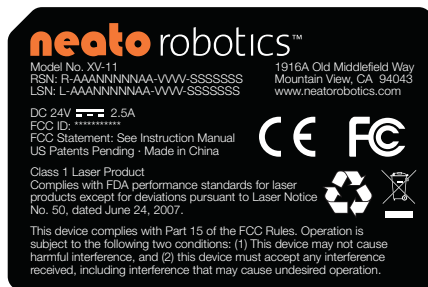 neato robotics™
Model No. XV-11
RSN: R-AAANNNNNAA-VVVV-SSSSSSS
LSN: L-AAANNNNNAA-VVVV-SSSSSSS
1916A Old Middlefield Way
Mountain View, CA 94043
www.neatorobotics.com
DC 24V 2.5A
FCC ID: ***********
FCC Statement: See Instruction Manual
US Patents Pending · Made in China
CE FC
Class 1 Laser Product
Complies with FDA performance standards for laser
products except for deviations pursuant to Laser Notice
No. 50, dated June 24, 2007.
This device complies with Part 15 of the FCC Rules. Operation is
subject to the following two conditions: (1) This device may not cause
harmful interference, and (2) this device must accept any interference
received, including interference that may cause undesired operation.